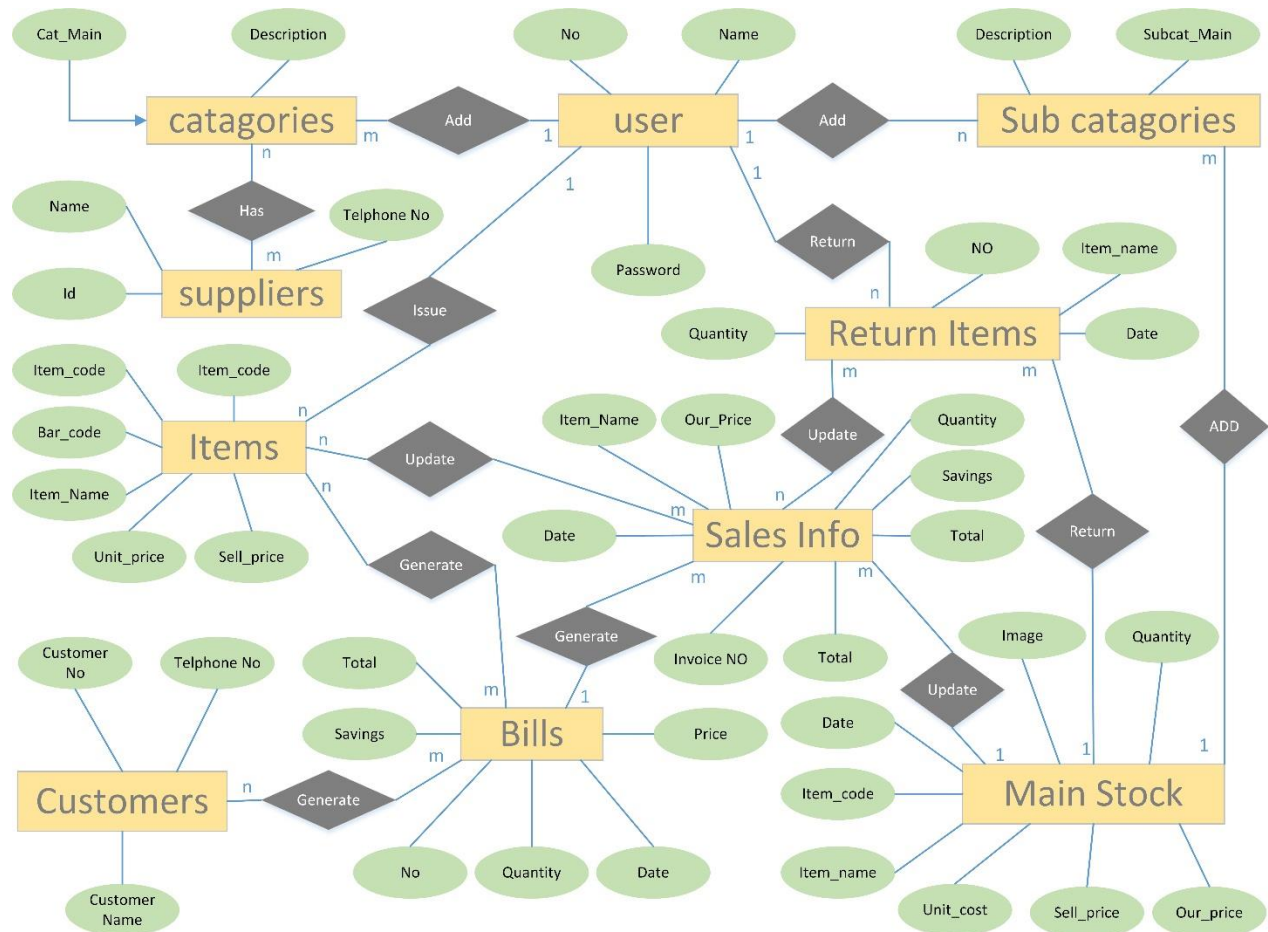 Cat_Main
Description
No
Name
Description
Subcat_Main
catagories
m
Add
1
user
1
Add
n
Sub catagories
n
1
1
m
Has
Name
Telphone No
Return
NO
Item_name
m
Id
suppliers
Password
Issue
n
Quantity
Return Items
Date
m
m
Item_code
Item_code
Bar_code
Items
n
n
n
Item_Name
Unit_price
Sell_price
Update
Item_Name
Our_Price
Update
Quantity
ADD
Savings
n
m
Date
Sales Info
Total
m
m
Return
Generate
Generate
Invoice NO
Total
Update
Image
Quantity
Customer
No
Telphone No
Total
m
1
Savings
Bills
Price
m
Date
1
1
1
Customers
n
Generate
Item_code
Main Stock
No
Quantity
Date
Item_name
Customer
Name
Unit_cost
Sell_price
Our_price